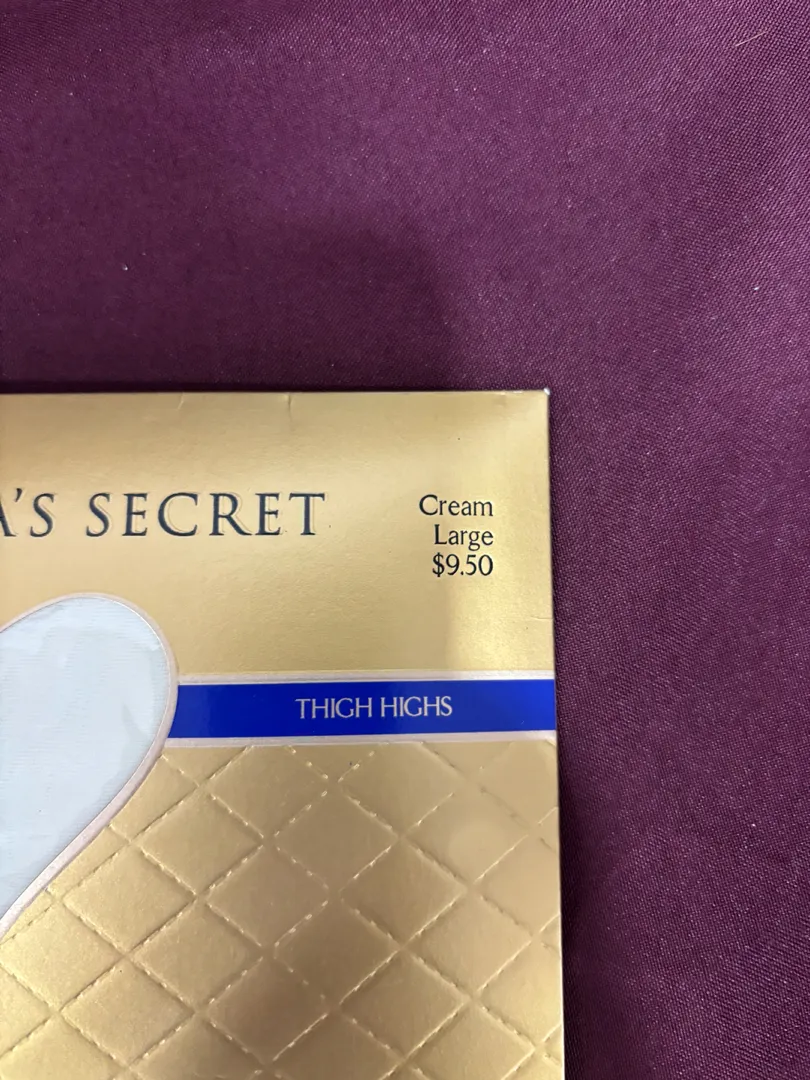 A'S SECRET
Cream
Large
$9.50
THIGH HIGHS